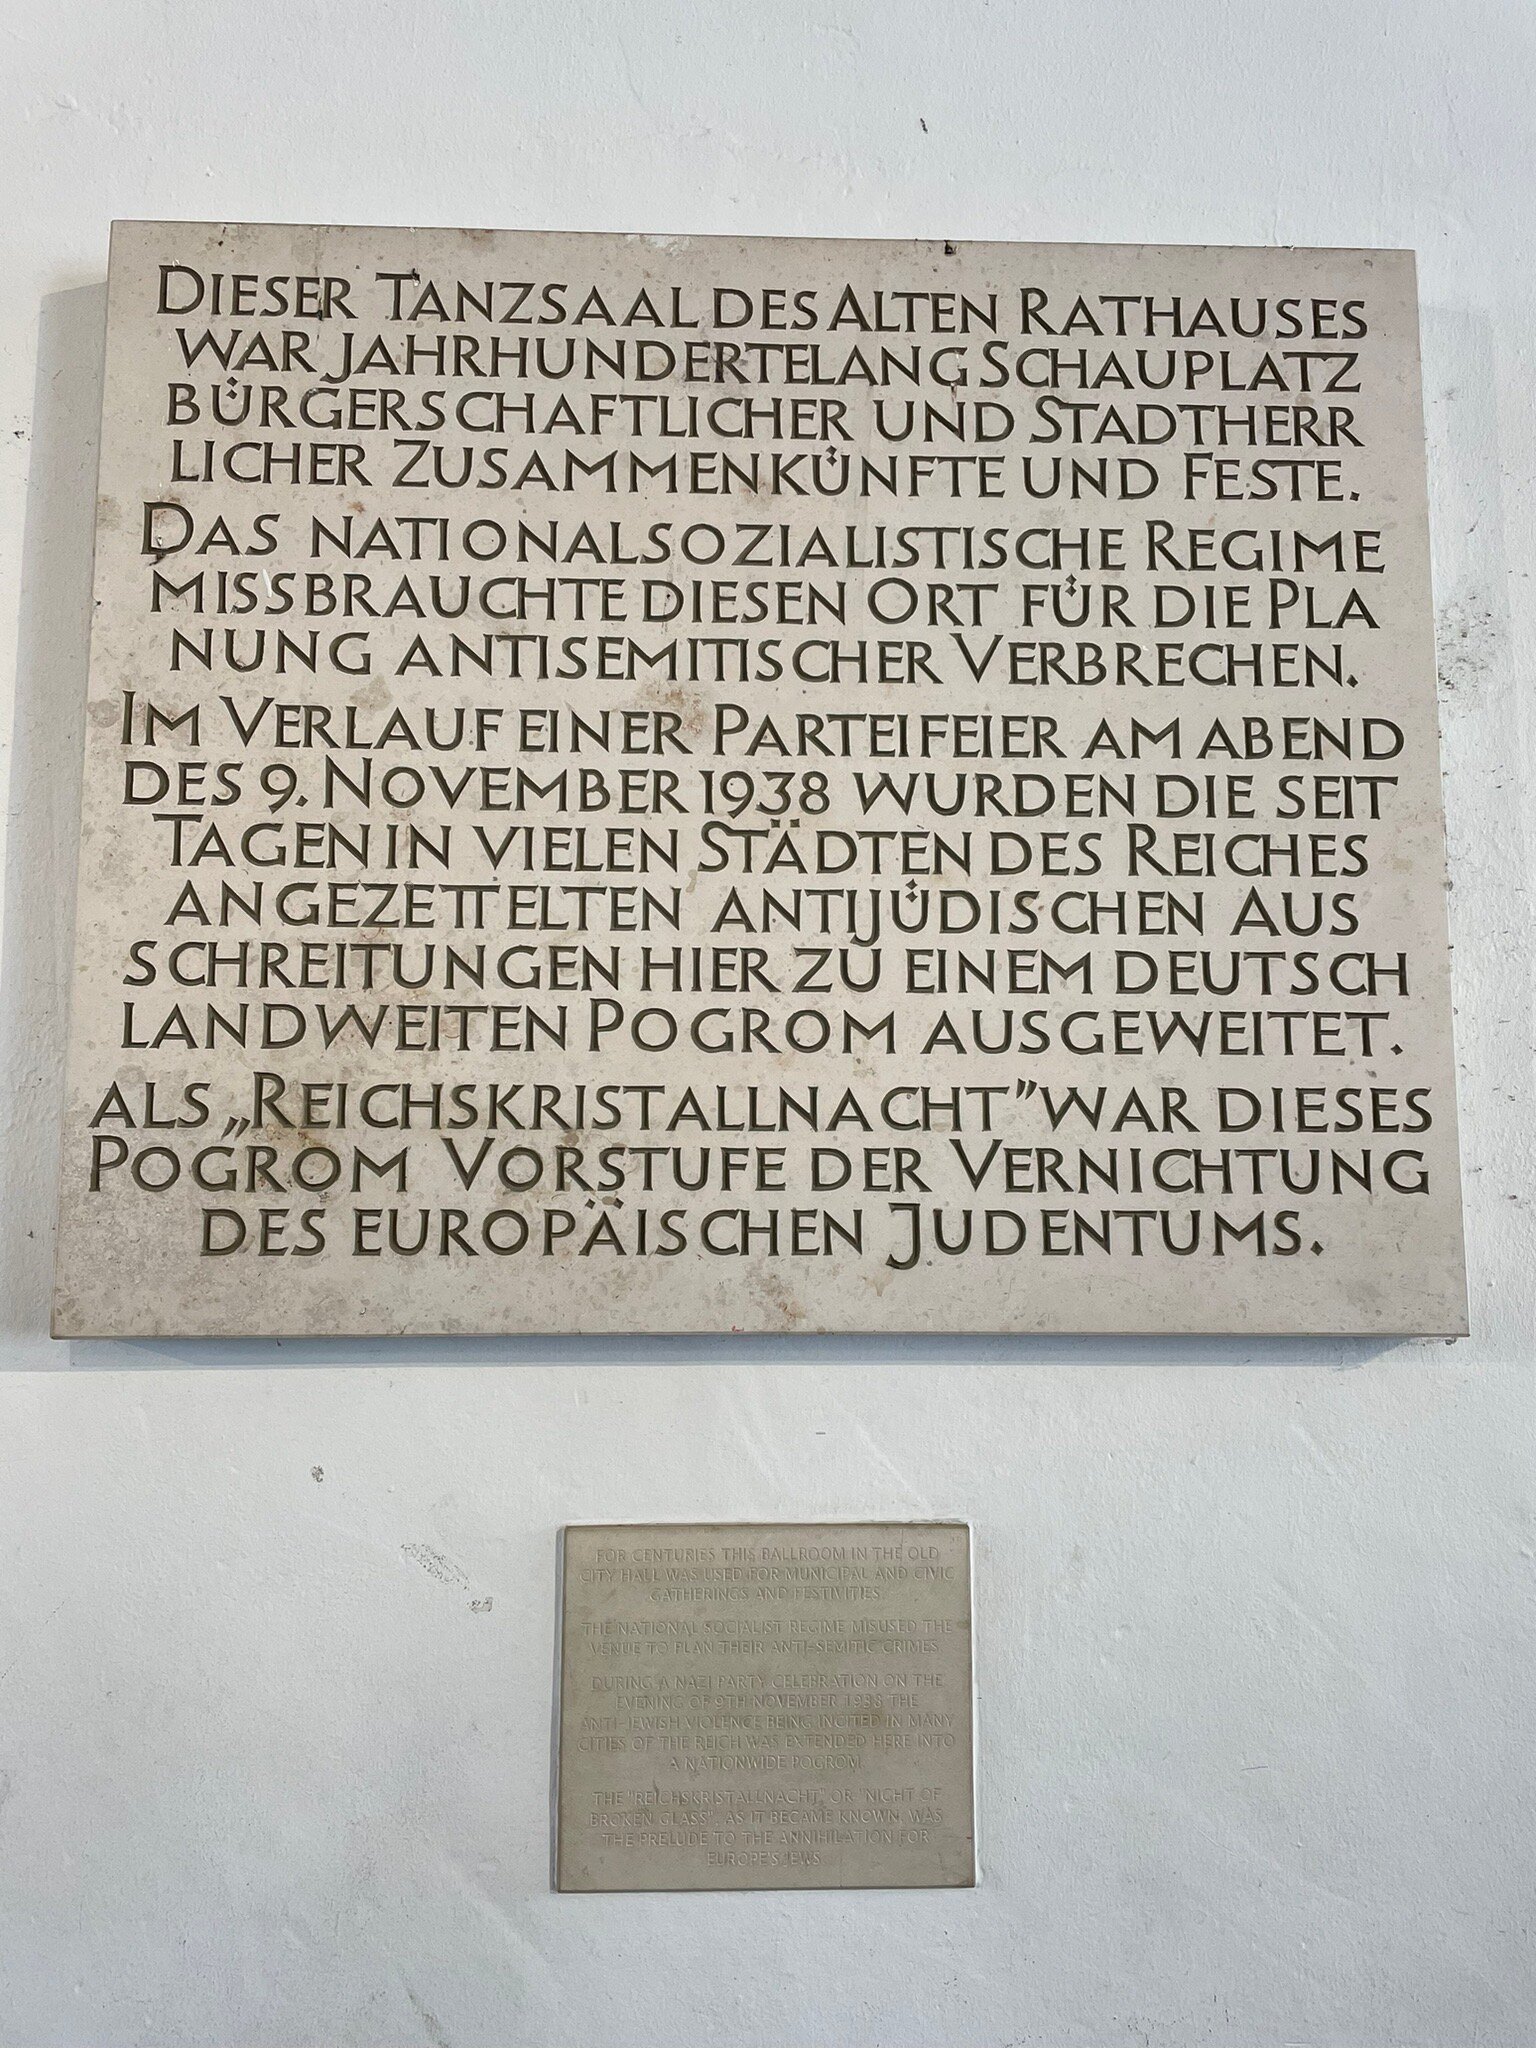 DIESER TANZSAAL DES ALTEN RATHAUSES
WAR JAHRHUNDERTELANG SCHAUPLATZ
BÜRGERSCHAFTLICHER UND STADTHERR
LICHER ZUSAMMENKÜNFTE UND FESTE.
DAS NATIONALSOZIALISTISCHE REGIME
MISSBRAUCHTE DIESEN ORT FÜR DIE PLA
NUNG ANTISEMITISCHER VERBRECHEN.
IM VERLAUF EINER PARTEIFEIER AM ABEND
DES 9. NOVEMBER 1938 WURDEN DIE SEIT
TAGEN IN VIELEN STÄDTEN DES REICHES
ANGEZETTELTEN ANTIJÜDISCHEN AUS
SCHREITUNGEN HIER ZU EINEM DEUTSCH
LANDWEITEN POGROM AUSGEWEITET.
ALS „REICHSKRISTALLNACHT” WAR DIESES
POGROM VORSTUFE DER VERNICHTUNG
DES EUROPÄISCHEN JUDENTUMS.
FOR CENTURIES THIS BALLROOM IN THE OLD
CITY HALL WAS USED FOR MUNICIPAL AND CIVIC
GATHERINGS AND FESTIVITIES.
THE NATIONAL SOCIALIST REGIME MISUSED THE
VENUE TO PLAN THEIR ANTI-SEMITIC CRIMES.
DURING A NAZI PARTY CELEBRATION ON THE
EVENING OF 9TH NOVEMBER 1938 THE
ANTI-JEWISH VIOLENCE BEING INCITED IN MANY
CITIES OF THE REICH WAS EXTENDED HERE INTO
A NATIONWIDE POGROM.
THE "REICHSKRISTALLNACHT", OR "NIGHT OF
BROKEN GLASS", AS IT BECAME KNOWN, WAS
THE PRELUDE TO THE ANNIHILATION FOR
EUROPE'S JEWS.